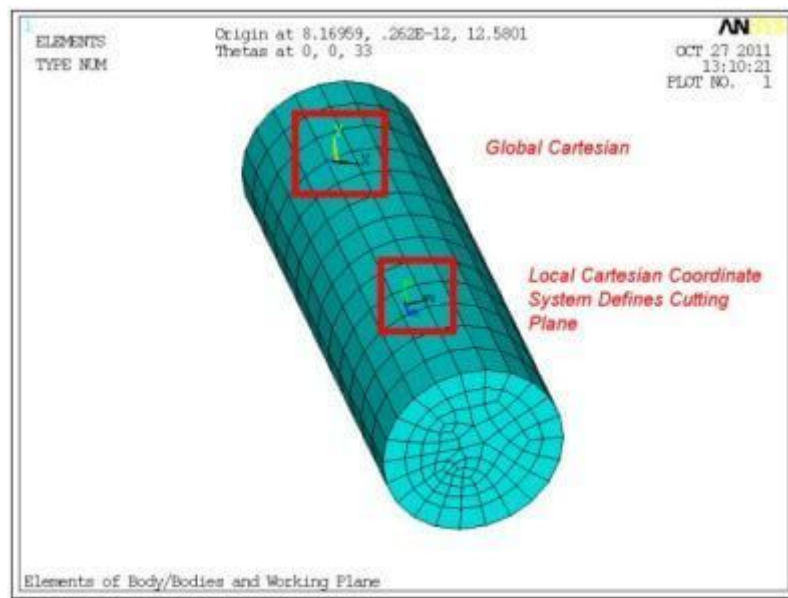 1
ELEMENTS
TYPE NUM
Origin at 8.16959, .262E-12, 12.5801
Thetas at 0, 0, 33
ANSYS
OCT 27 2011
13:10:21
PLOT NO. 1
Global Cartesian
Y
X
Local Cartesian Coordinate
System Defines Cutting
Plane
Elements of Body/Bodies and Working Plane